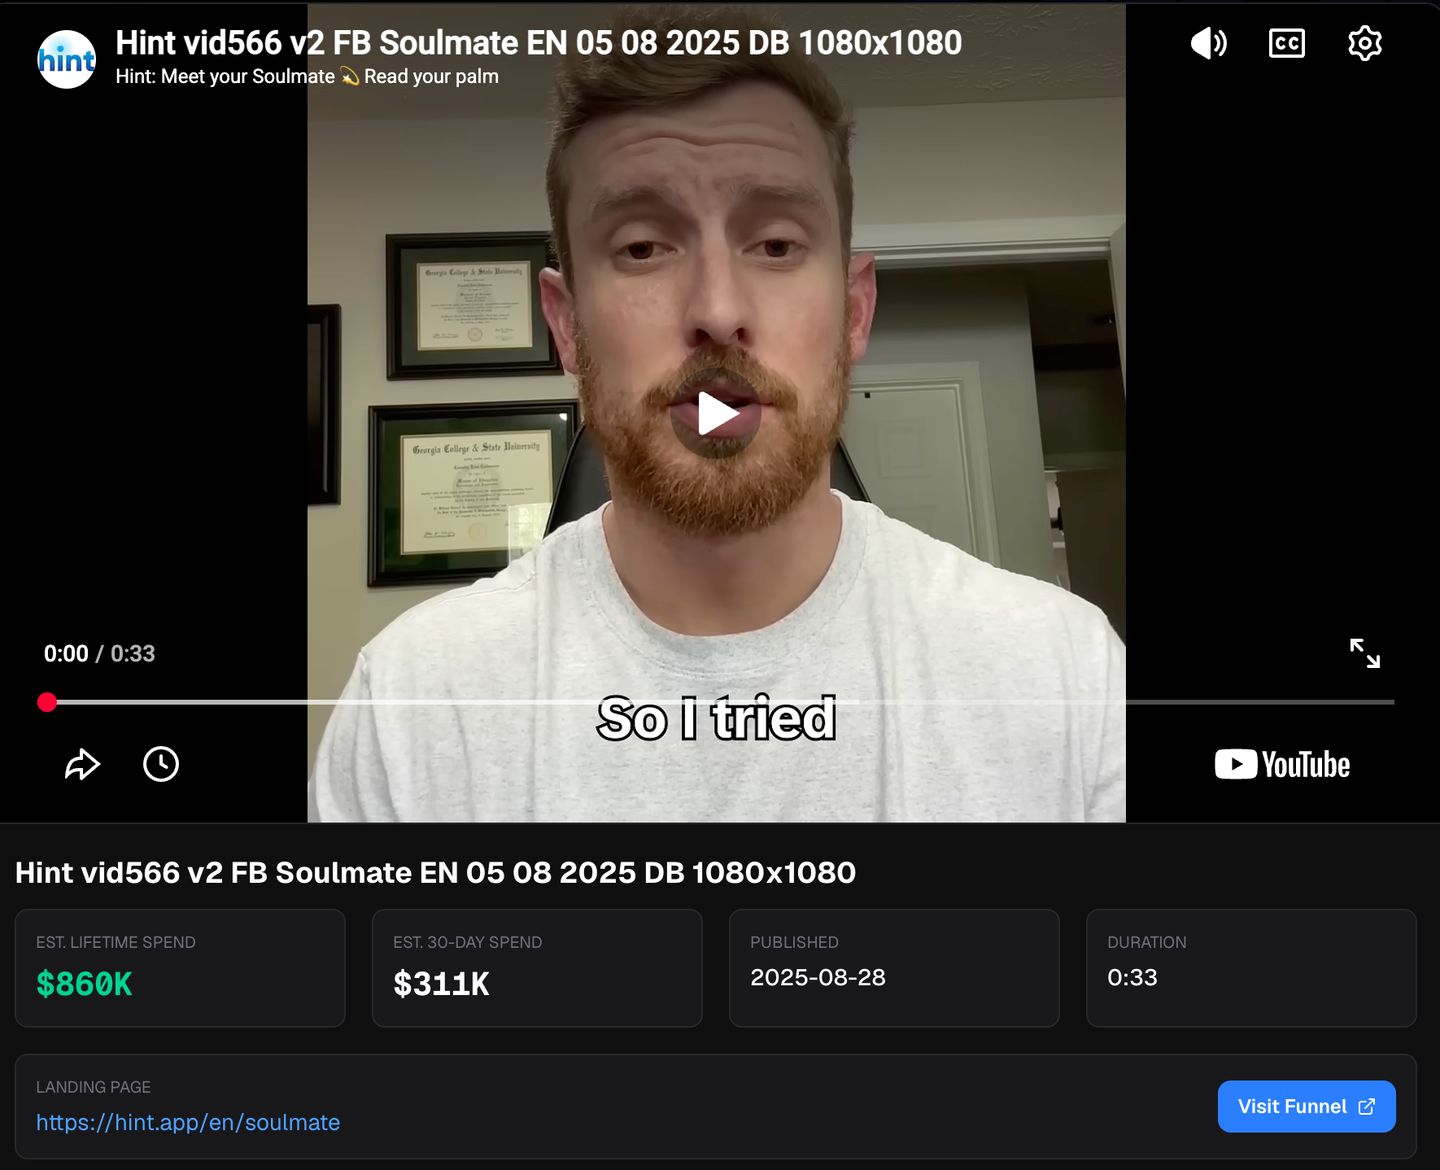 hint
Hint vid566 v2 FB Soulmate EN 05 08 2025 DB 1080x1080
Hint: Meet your Soulmate 💫 Read your palm
CC
Georgia College & State University
Georgia College & State University
Master of Education
0:00 / 0:33
So I tried
YouTube
Hint vid566 v2 FB Soulmate EN 05 08 2025 DB 1080x1080
EST. LIFETIME SPEND
$860K
EST. 30-DAY SPEND
$311K
PUBLISHED
2025-08-28
DURATION
0:33
LANDING PAGE
https://hint.app/en/soulmate
Visit Funnel